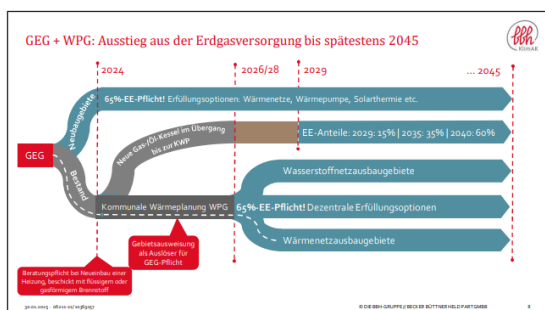 GEG + WPG: Ausstieg aus der Erdgasversorgung bis spätestens 2045
bbh
KlimAK
2024
2026/28
2029
... 2045
Neubaugebiete
65%-EE-Pflicht! Erfüllungsoptionen: Wärmenetze, Wärmepumpe, Solarthermie etc.
Neue Gas-/Öl-Kessel im Übergang
bis zur KWP
EE-Anteile: 2029: 15% | 2035: 35% | 2040: 60%
GEG
Bestand
Wasserstoffnetzausbaugebiete
Kommunale Wärmeplanung WPG
65%-EE-Pflicht! Dezentrale Erfüllungsoptionen
Wärmenetzausbaugebiete
Gebietsausweisung
als Auslöser für
GEG-Pflicht
Beratungspflicht bei Neueinbau einer
Heizung, beschickt mit flüssigem oder
gasförmigem Brennstoff
© DIE BBH-GRUPPE // BECKER BÜTTNER HELD PARTGMBB